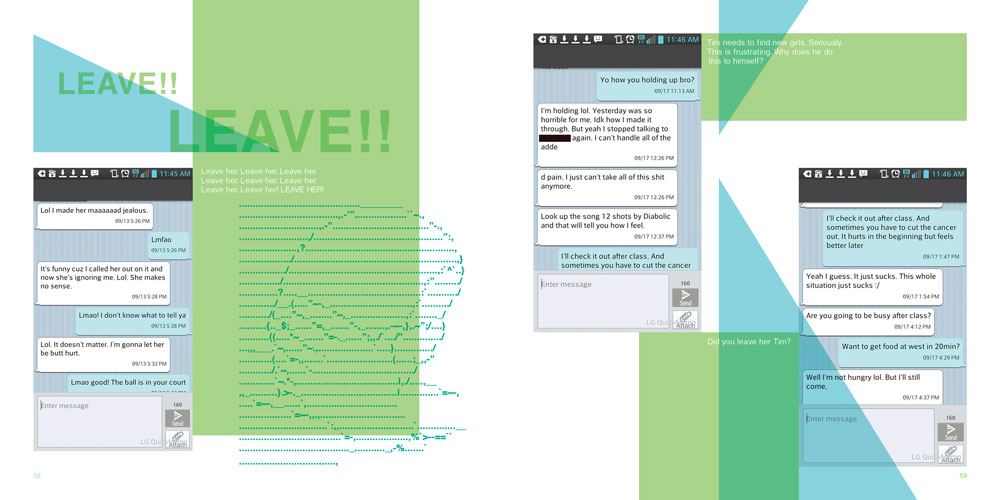 LEAVE!!
LEAVE!!
Leave her, Leave her, Leave her,
Leave her, Leave her, Leave her,
Leave her, Leave her! LEAVE HER!
11:45 AM
Lol I made her maaaaaad jealous.
09/13 5:26 PM
Lmfao
09/13 5:26 PM
It's funny cuz I called her out on it and
now she's ignoring me. Lol. She makes
no sense.
09/13 5:28 PM
Lmao! I don't know what to tell ya
09/13 5:28 PM
Lol. It doesn't matter. I'm gonna let her
be butt hurt.
09/13 5:32 PM
Lmao good! The ball is in your court
Enter message
160
Send
Attach
58
11:46 AM
Yo how you holding up bro?
09/17 11:13 AM
I'm holding lol. Yesterday was so
horrible for me. Idk how I made it
through. But yeah I stopped talking to
again. I can't handle all of the
adde
09/17 12:26 PM
d pain. I just can't take all of this shit
anymore.
09/17 12:26 PM
Look up the song 12 shots by Diabolic
and that will tell you how I feel.
09/17 12:37 PM
I'll check it out after class. And
sometimes you have to cut the cancer
Enter message
160
Send
Attach
Tim needs to find new girls. Seriously.
This is frustrating. Why does he do
this to himself?
Did you leave her Tim?
11:46 AM
I'll check it out after class. And
sometimes you have to cut the cancer
out. It hurts in the beginning but feels
better later
09/17 1:47 PM
Yeah I guess. It just sucks. This whole
situation just sucks :/
09/17 1:54 PM
Are you going to be busy after class?
09/17 4:12 PM
Want to get food at west in 20min?
09/17 4:29 PM
Well I'm not hungry lol. But I'll still
come.
09/17 4:37 PM
Enter message
160
Send
Attach
59